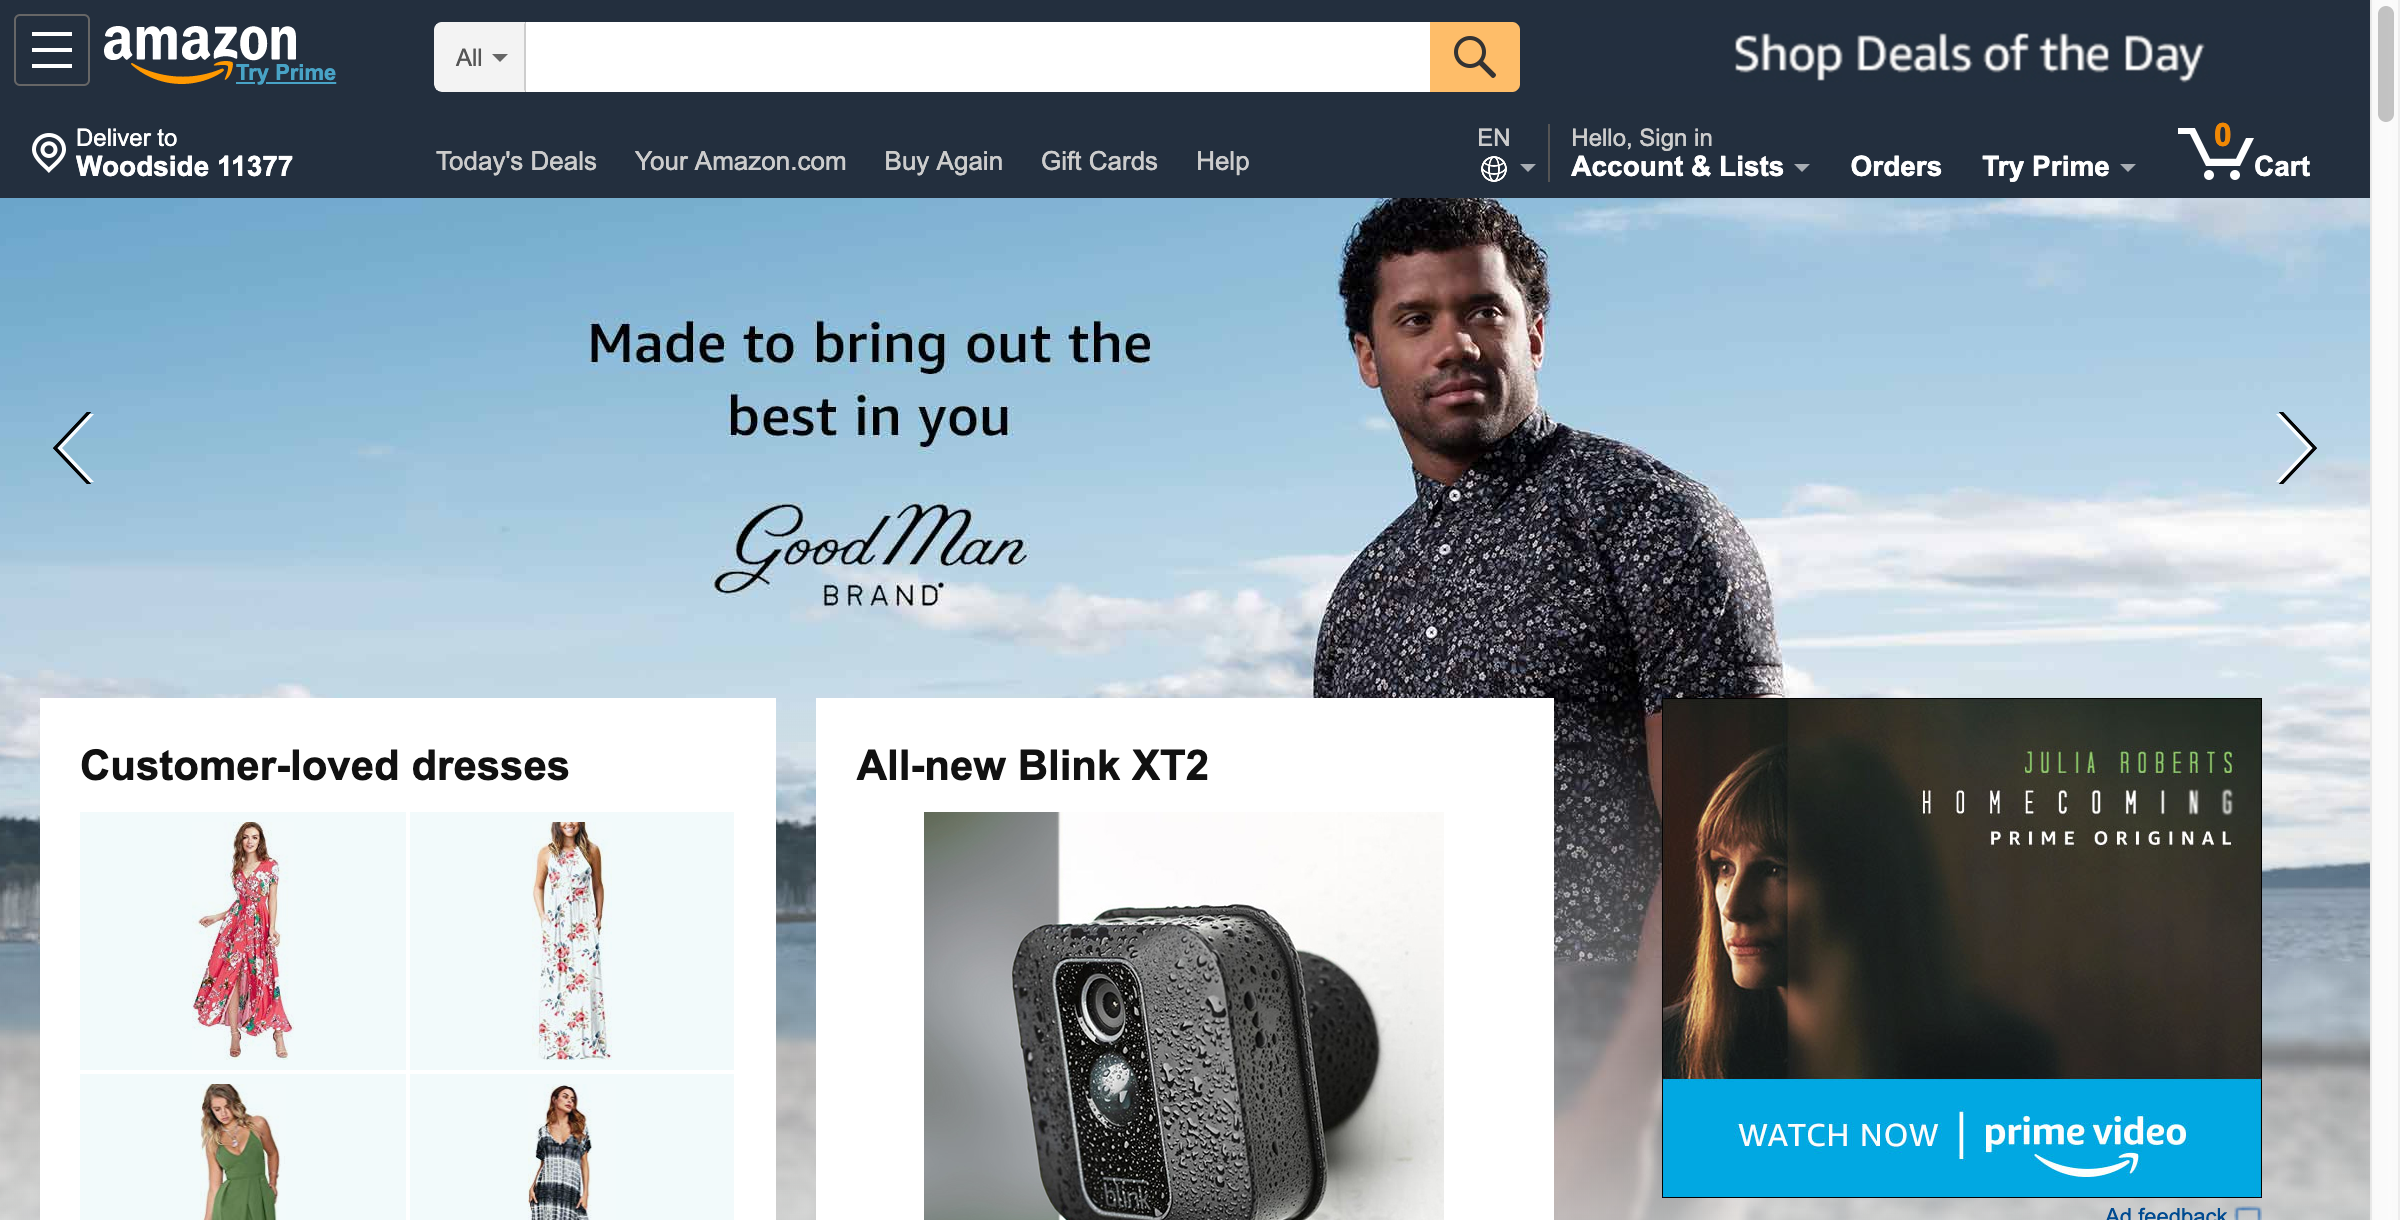 amazon
Try Prime
All
Shop Deals of the Day
Deliver to
Woodside 11377
Today's Deals
Your Amazon.com
Buy Again
Gift Cards
Help
EN
Hello, Sign in
Account & Lists
Orders
Try Prime
0
Cart
Made to bring out the
best in you
Good Man
BRAND
Customer-loved dresses
All-new Blink XT2
blink
JULIA ROBERTS
HOMECOMING
PRIME ORIGINAL
WATCH NOW | prime video
Ad feedback